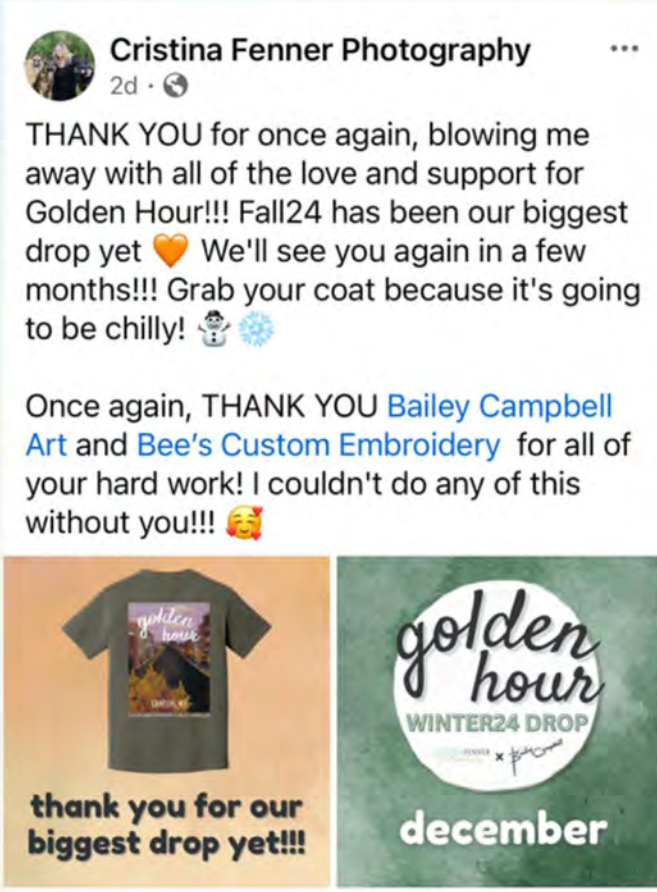 Cristina Fenner Photography
2d ·
THANK YOU for once again, blowing me
away with all of the love and support for
Golden Hour!!! Fall24 has been our biggest
drop yet 🧡 We'll see you again in a few
months!!! Grab your coat because it's going
to be chilly! ⛄ ❄️
Once again, THANK YOU Bailey Campbell
Art and Bee's Custom Embroidery for all of
your hard work! I couldn't do any of this
without you!!! 🥰
golden
hour
thank you for our
biggest drop yet!!!
golden
hour
WINTER24 DROP
FENNER x
december